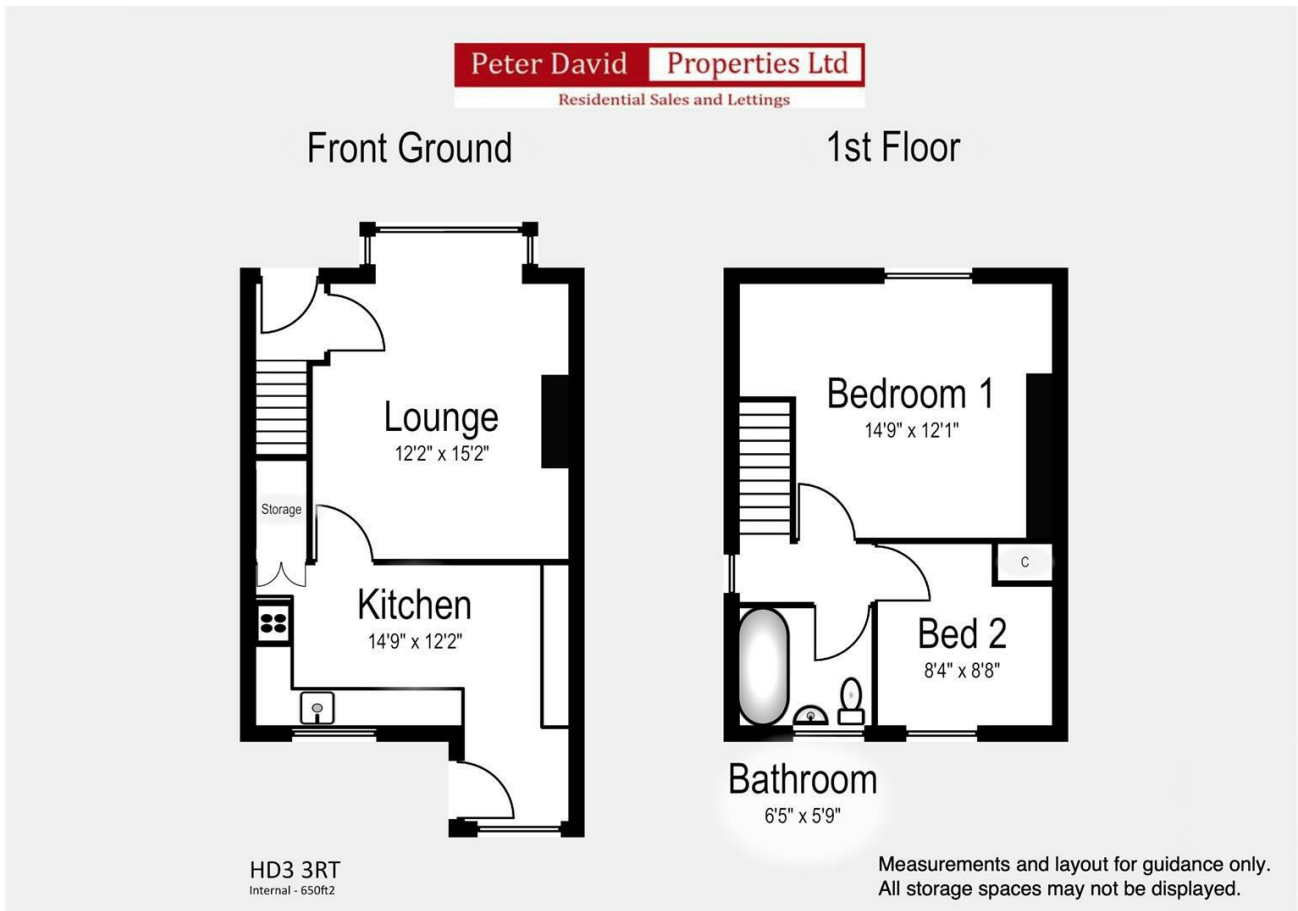 Peter David Properties Ltd
Residential Sales and Lettings
Front Ground
1st Floor
Lounge
12'2" x 15'2"
Storage
Kitchen
14'9" x 12'2"
Bedroom 1
14'9" x 12'1"
C
Bed 2
8'4" x 8'8"
Bathroom
6'5" x 5'9"
HD3 3RT
Internal - 650ft2
Measurements and layout for guidance only.
All storage spaces may not be displayed.